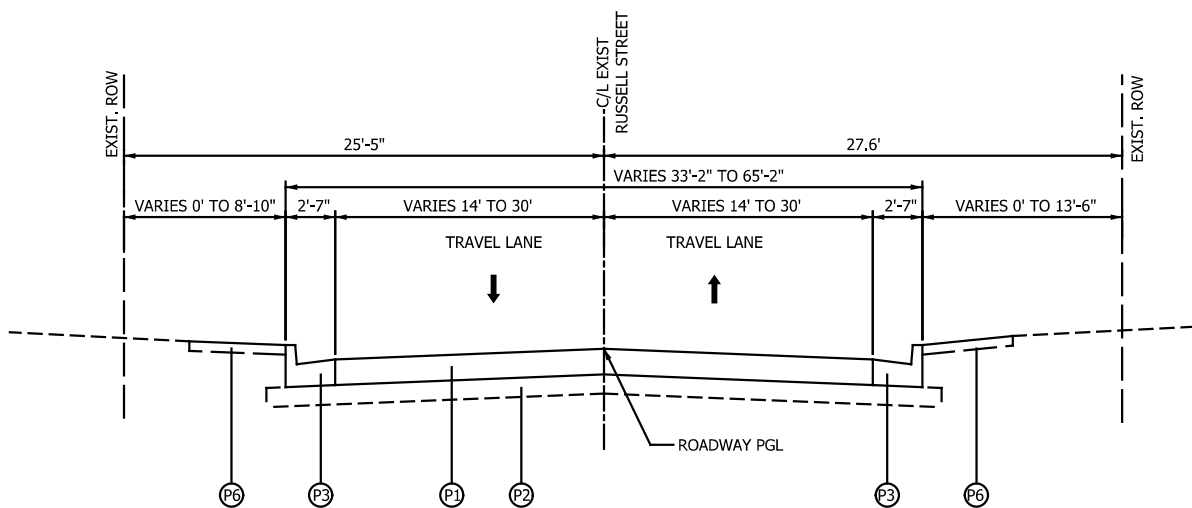 EXIST. ROW
C/L EXIST
RUSSELL STREET
EXIST. ROW
25'-5"
27.6'
VARIES 33'-2" TO 65'-2"
VARIES 0' TO 8'-10"
2'-7"
VARIES 14' TO 30'
VARIES 14' TO 30'
2'-7"
VARIES 0' TO 13'-6"
TRAVEL LANE
TRAVEL LANE
ROADWAY PGL
P6
P3
P1
P2
P3
P6